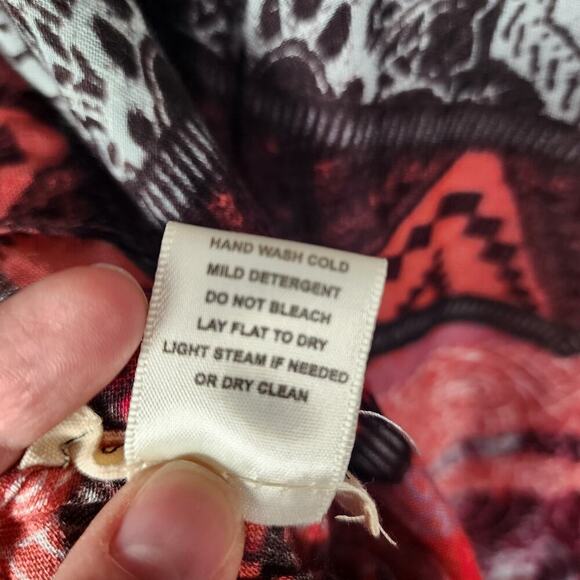 HAND WASH COLD
MILD DETERGENT
DO NOT BLEACH
LAY FLAT TO DRY
LIGHT STEAM IF NEEDED
OR DRY CLEAN